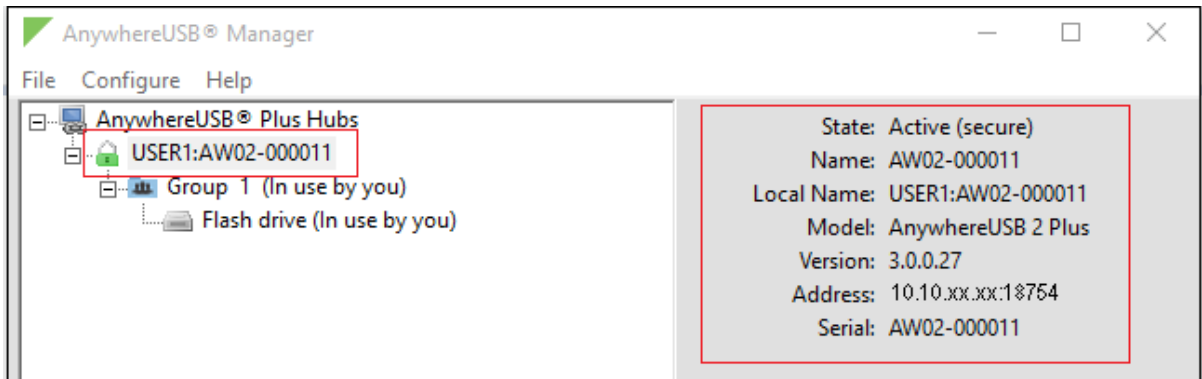 AnywhereUSB® Manager
File Configure Help
AnywhereUSB® Plus Hubs
USER1:AW02-000011
Group 1 (In use by you)
Flash drive (In use by you)
State: Active (secure)
Name: AW02-000011
Local Name: USER1:AW02-000011
Model: AnywhereUSB 2 Plus
Version: 3.0.0.27
Address: 10.10.xx.xx:18754
Serial: AW02-000011